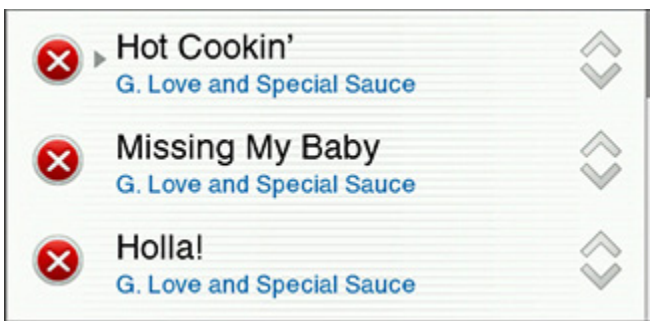 Hot Cookin’
G. Love and Special Sauce
Missing My Baby
G. Love and Special Sauce
Holla!
G. Love and Special Sauce